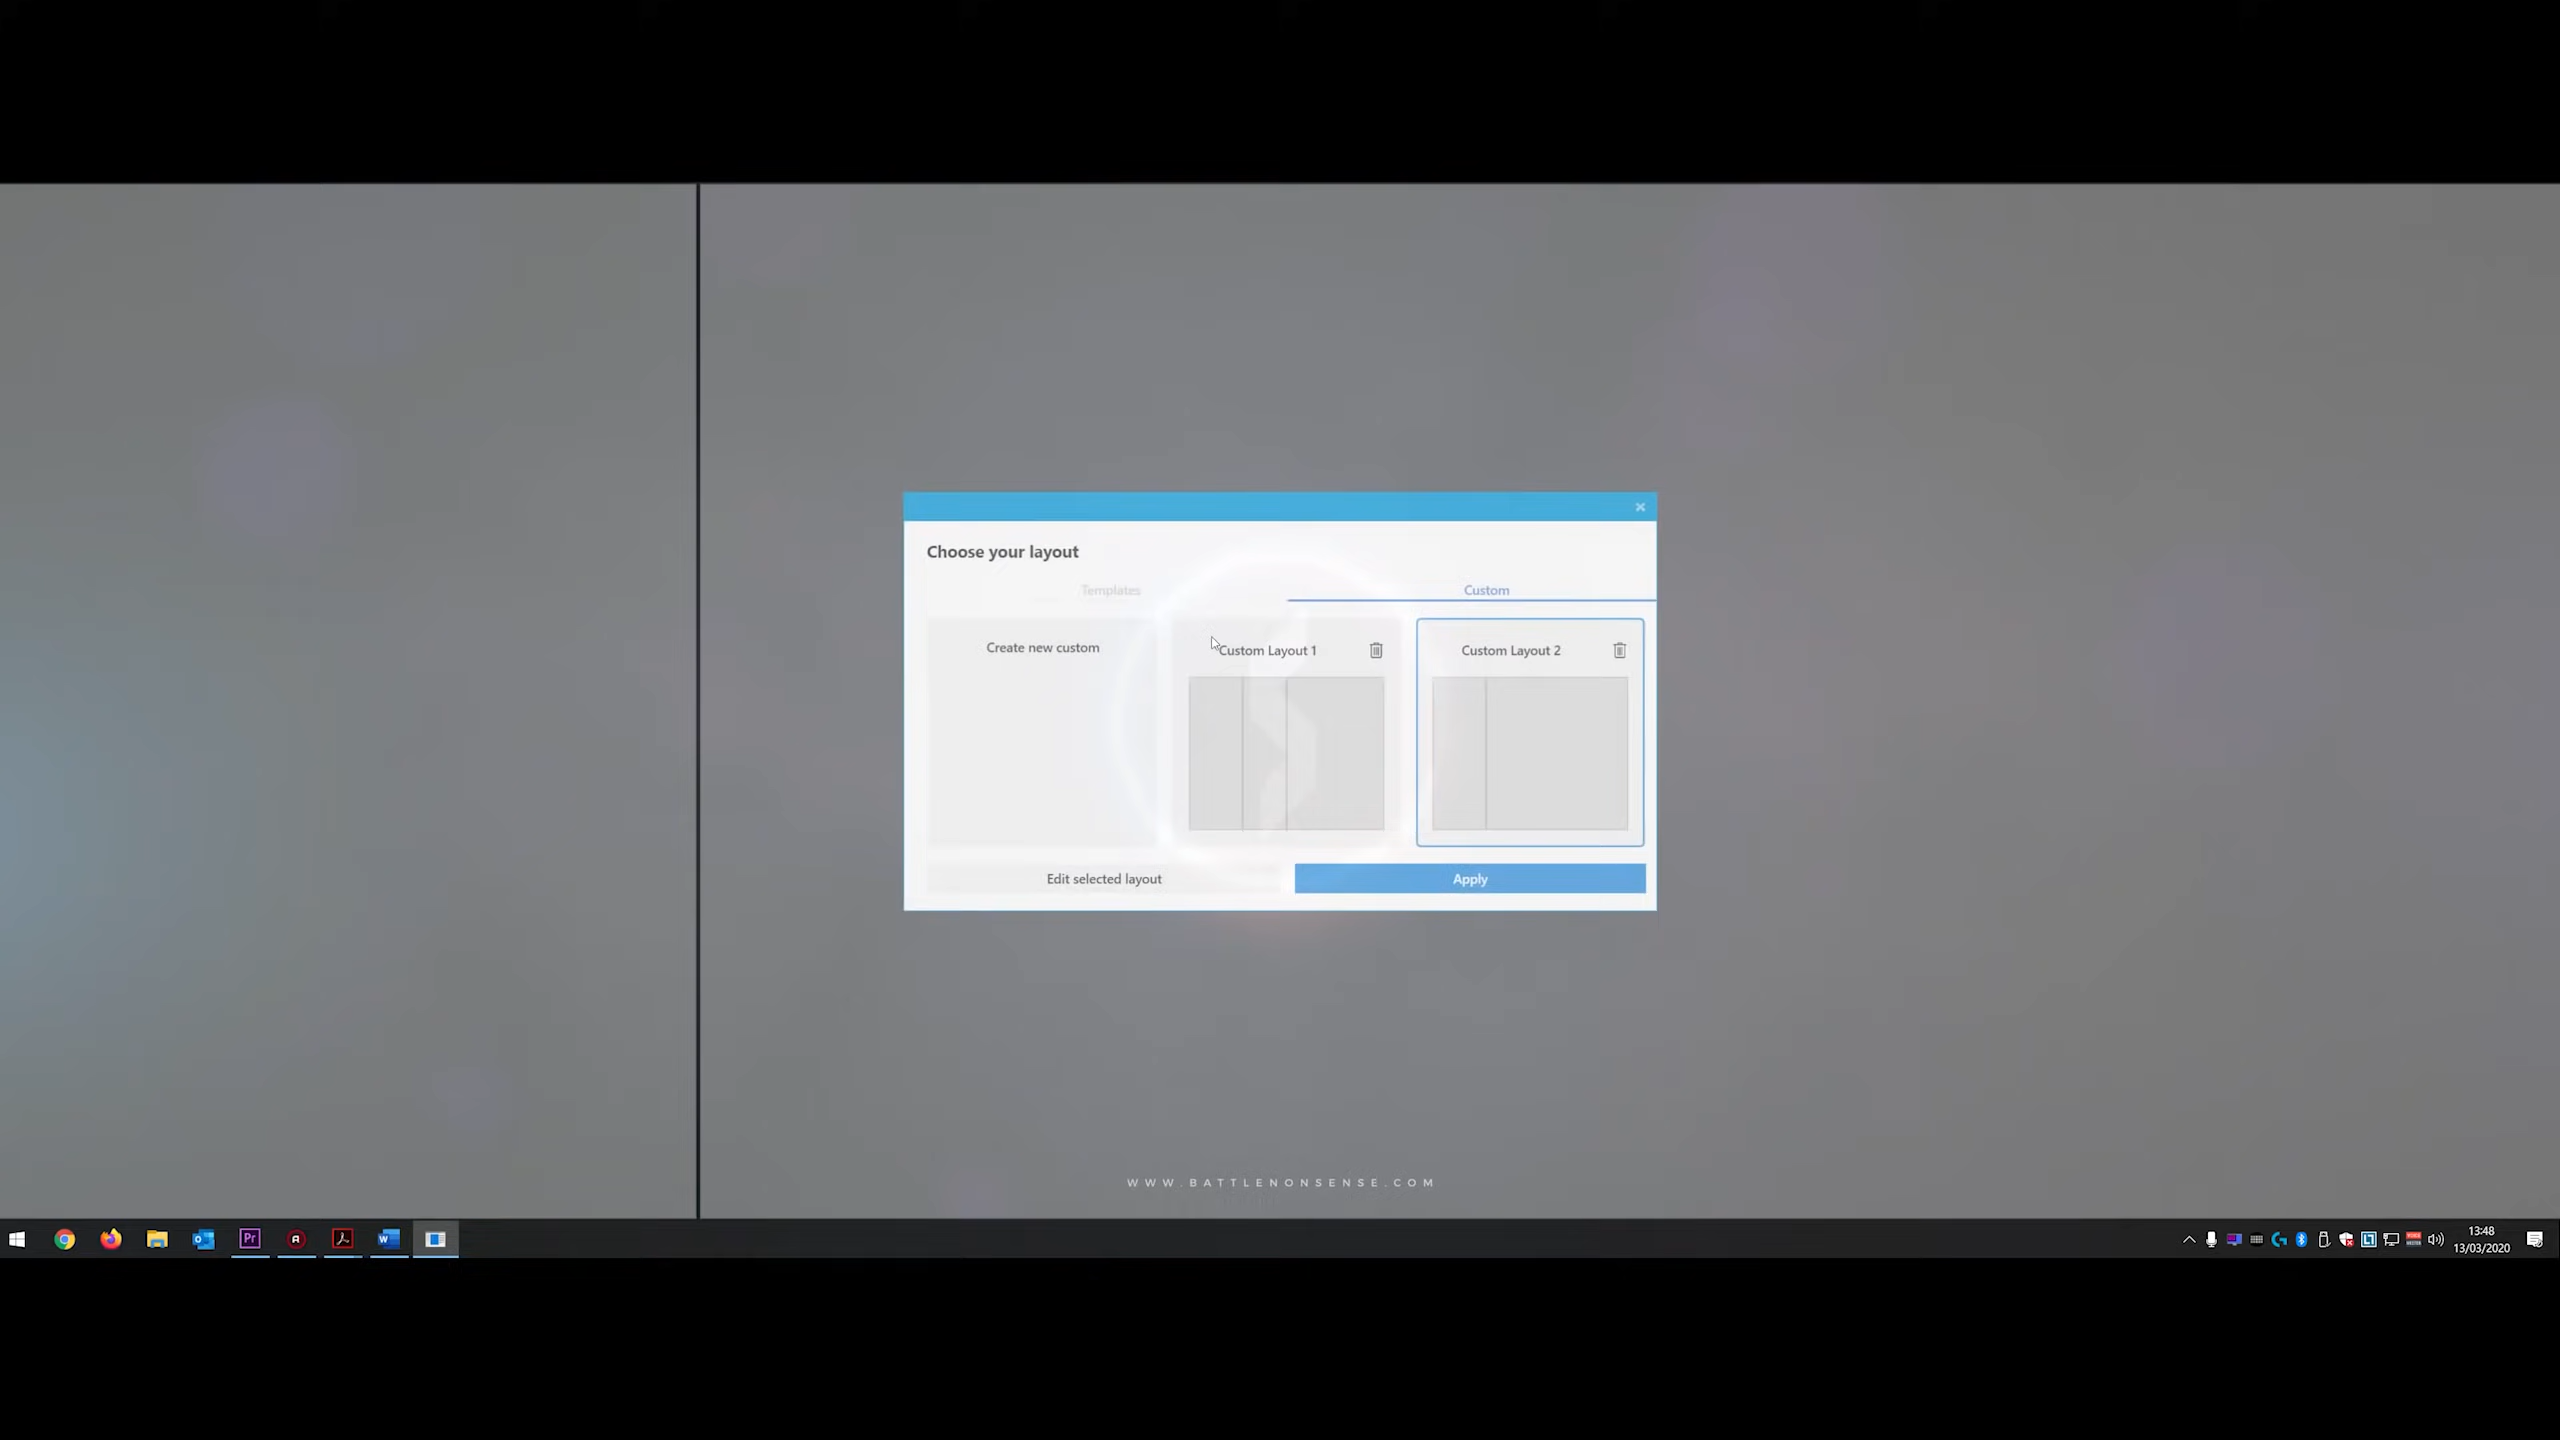 Choose your layout
Templates
Custom
Create new custom
Custom Layout 1
Custom Layout 2
Edit selected layout
Apply
WWW.BATTLENONSENSE.COM
Pr
13:48
13/03/2020